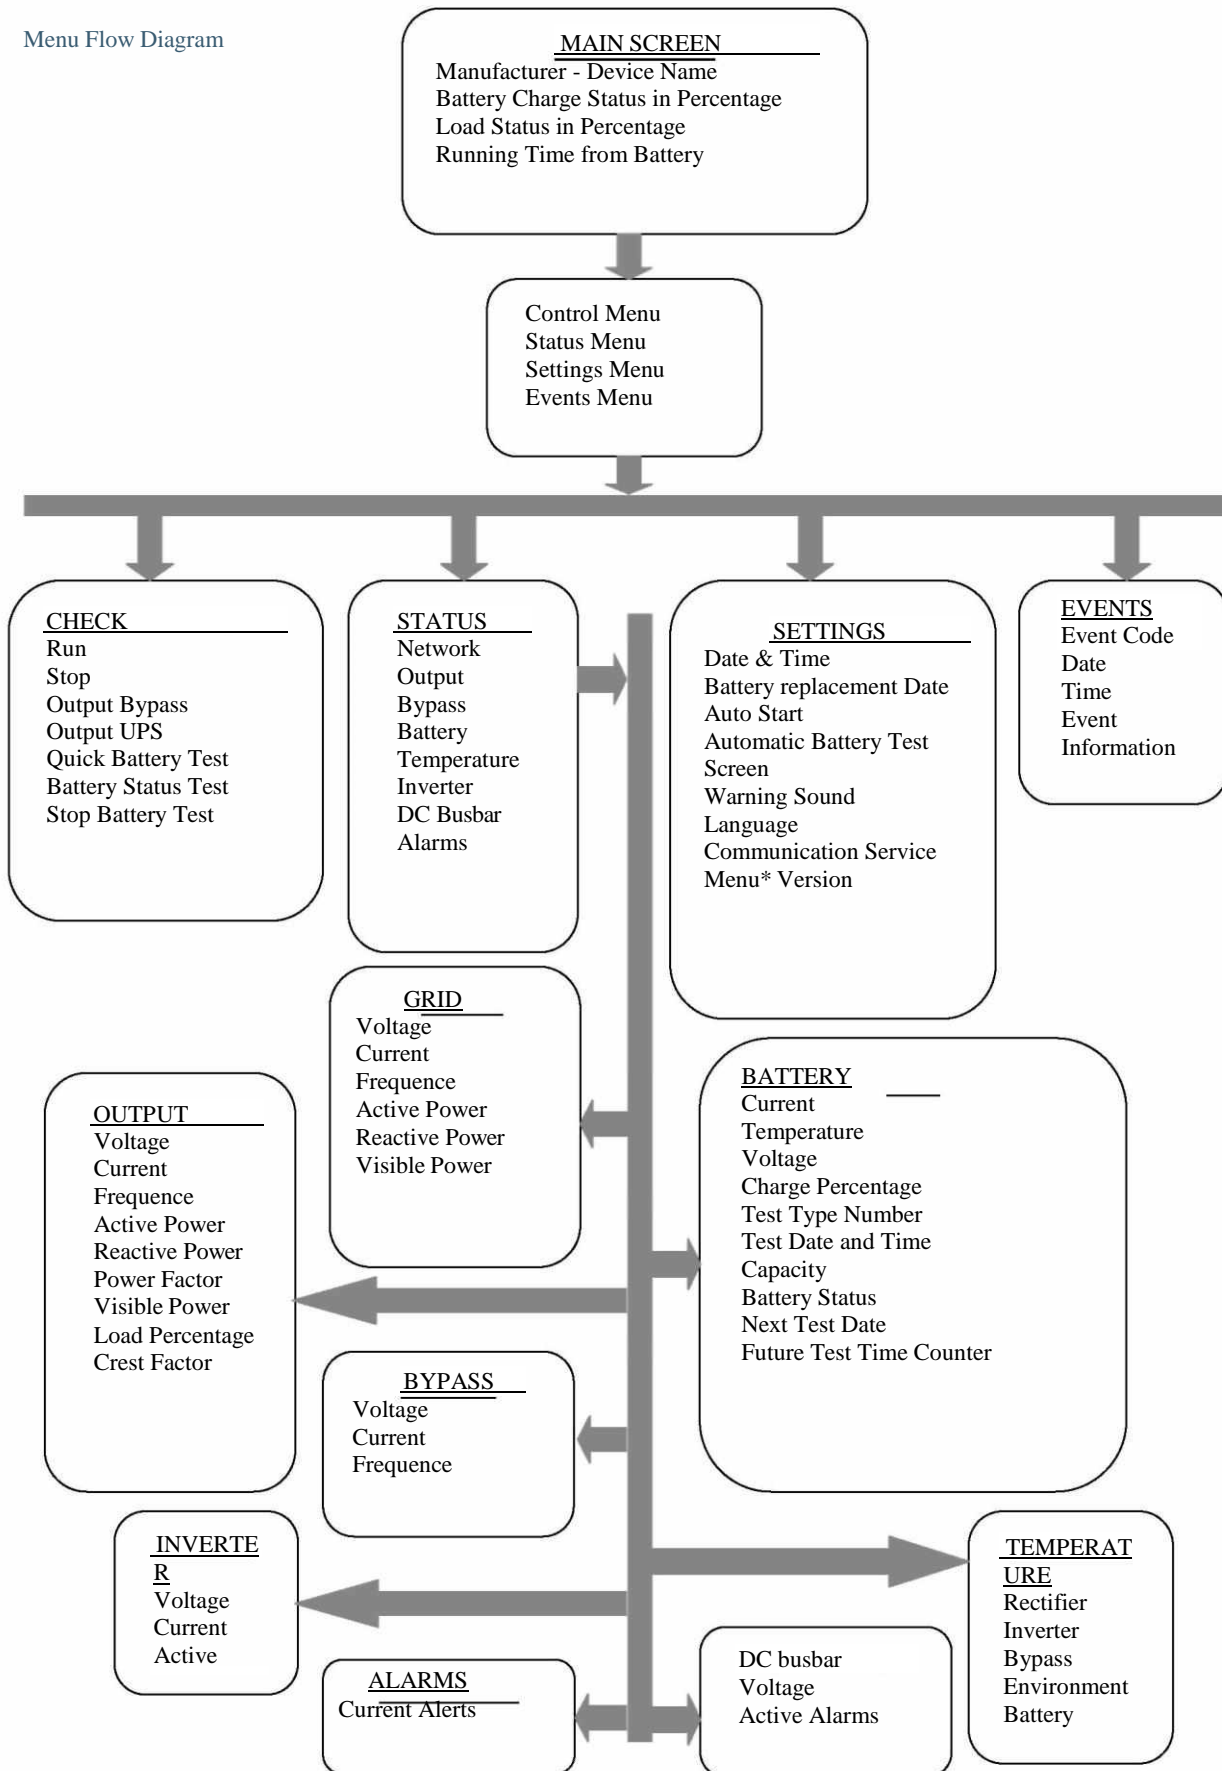 Menu Flow Diagram
MAIN SCREEN
Manufacturer - Device Name
Battery Charge Status in Percentage
Load Status in Percentage
Running Time from Battery
Control Menu
Status Menu
Settings Menu
Events Menu
CHECK
Run
Stop
Output Bypass
Output UPS
Quick Battery Test
Battery Status Test
Stop Battery Test
STATUS
Network
Output
Bypass
Battery
Temperature
Inverter
DC Busbar
Alarms
SETTINGS
Date & Time
Battery replacement Date
Auto Start
Automatic Battery Test
Screen
Warning Sound
Language
Communication Service
Menu* Version
EVENTS
Event Code
Date
Time
Event
Information
GRID
Voltage
Current
Frequence
Active Power
Reactive Power
Visible Power
OUTPUT
Voltage
Current
Frequence
Active Power
Reactive Power
Power Factor
Visible Power
Load Percentage
Crest Factor
BATTERY
Current
Temperature
Voltage
Charge Percentage
Test Type Number
Test Date and Time
Capacity
Battery Status
Next Test Date
Future Test Time Counter
BYPASS
Voltage
Current
Frequence
INVERTE
R
Voltage
Current
Active
TEMPERAT
URE
Rectifier
Inverter
Bypass
Environment
Battery
ALARMS
Current Alerts
DC busbar
Voltage
Active Alarms